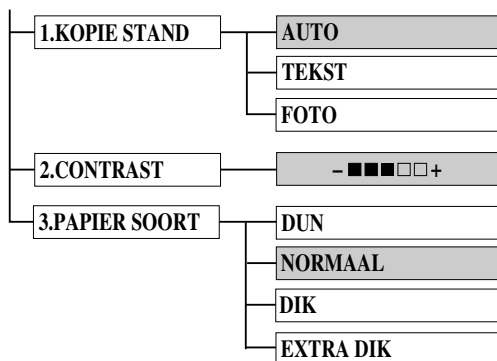 1.KOPIE STAND
AUTO
TEKST
FOTO
2.CONTRAST
– ■■■□□ +
3.PAPIER SOORT
DUN
NORMAAL
DIK
EXTRA DIK